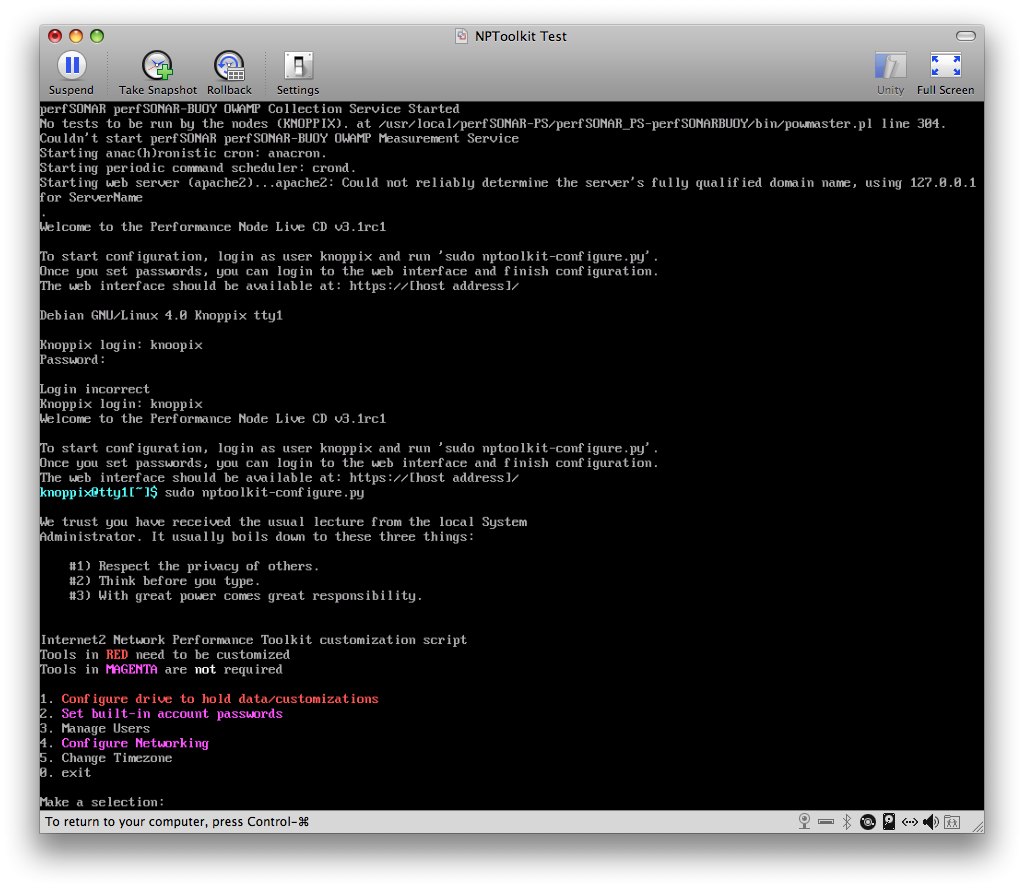 NPToolkit Test
Suspend
Take Snapshot
Rollback
Settings
Unity
Full Screen
perfSONAR perfSONAR-BUOY OWAMP Collection Service Started
No tests to be run by the nodes (KNOPPIX). at /usr/local/perfSONAR-PS/perfSONAR_PS-perfSONARBUOY/bin/powmaster.pl line 304.
Couldn't start perfSONAR perfSONAR-BUOY OWAMP Measurement Service
Starting anac(h)ronistic cron: anacron.
Starting periodic command scheduler: crond.
Starting web server (apache2)...apache2: Could not reliably determine the server's fully qualified domain name, using 127.0.0.1
for ServerName
.
Welcome to the Performance Node Live CD v3.1rc1
To start configuration, login as user knoppix and run 'sudo nptoolkit-configure.py'.
Once you set passwords, you can login to the web interface and finish configuration.
The web interface should be available at: https://[host address]/
Debian GNU/Linux 4.0 Knoppix tty1
Knoppix login: knoopix
Password:
Login incorrect
Knoppix login: knoppix
Welcome to the Performance Node Live CD v3.1rc1
To start configuration, login as user knoppix and run 'sudo nptoolkit-configure.py'.
Once you set passwords, you can login to the web interface and finish configuration.
The web interface should be available at: https://[host address]/
knoppix@tty1[~]$ sudo nptoolkit-configure.py
We trust you have received the usual lecture from the local System
Administrator. It usually boils down to these three things:
#1) Respect the privacy of others.
#2) Think before you type.
#3) With great power comes great responsibility.
Internet2 Network Performance Toolkit customization script
Tools in RED need to be customized
Tools in MAGENTA are not required
1. Configure drive to hold data/customizations
2. Set built-in account passwords
3. Manage Users
4. Configure Networking
5. Change Timezone
0. exit
Make a selection:
To return to your computer, press Control-⌘